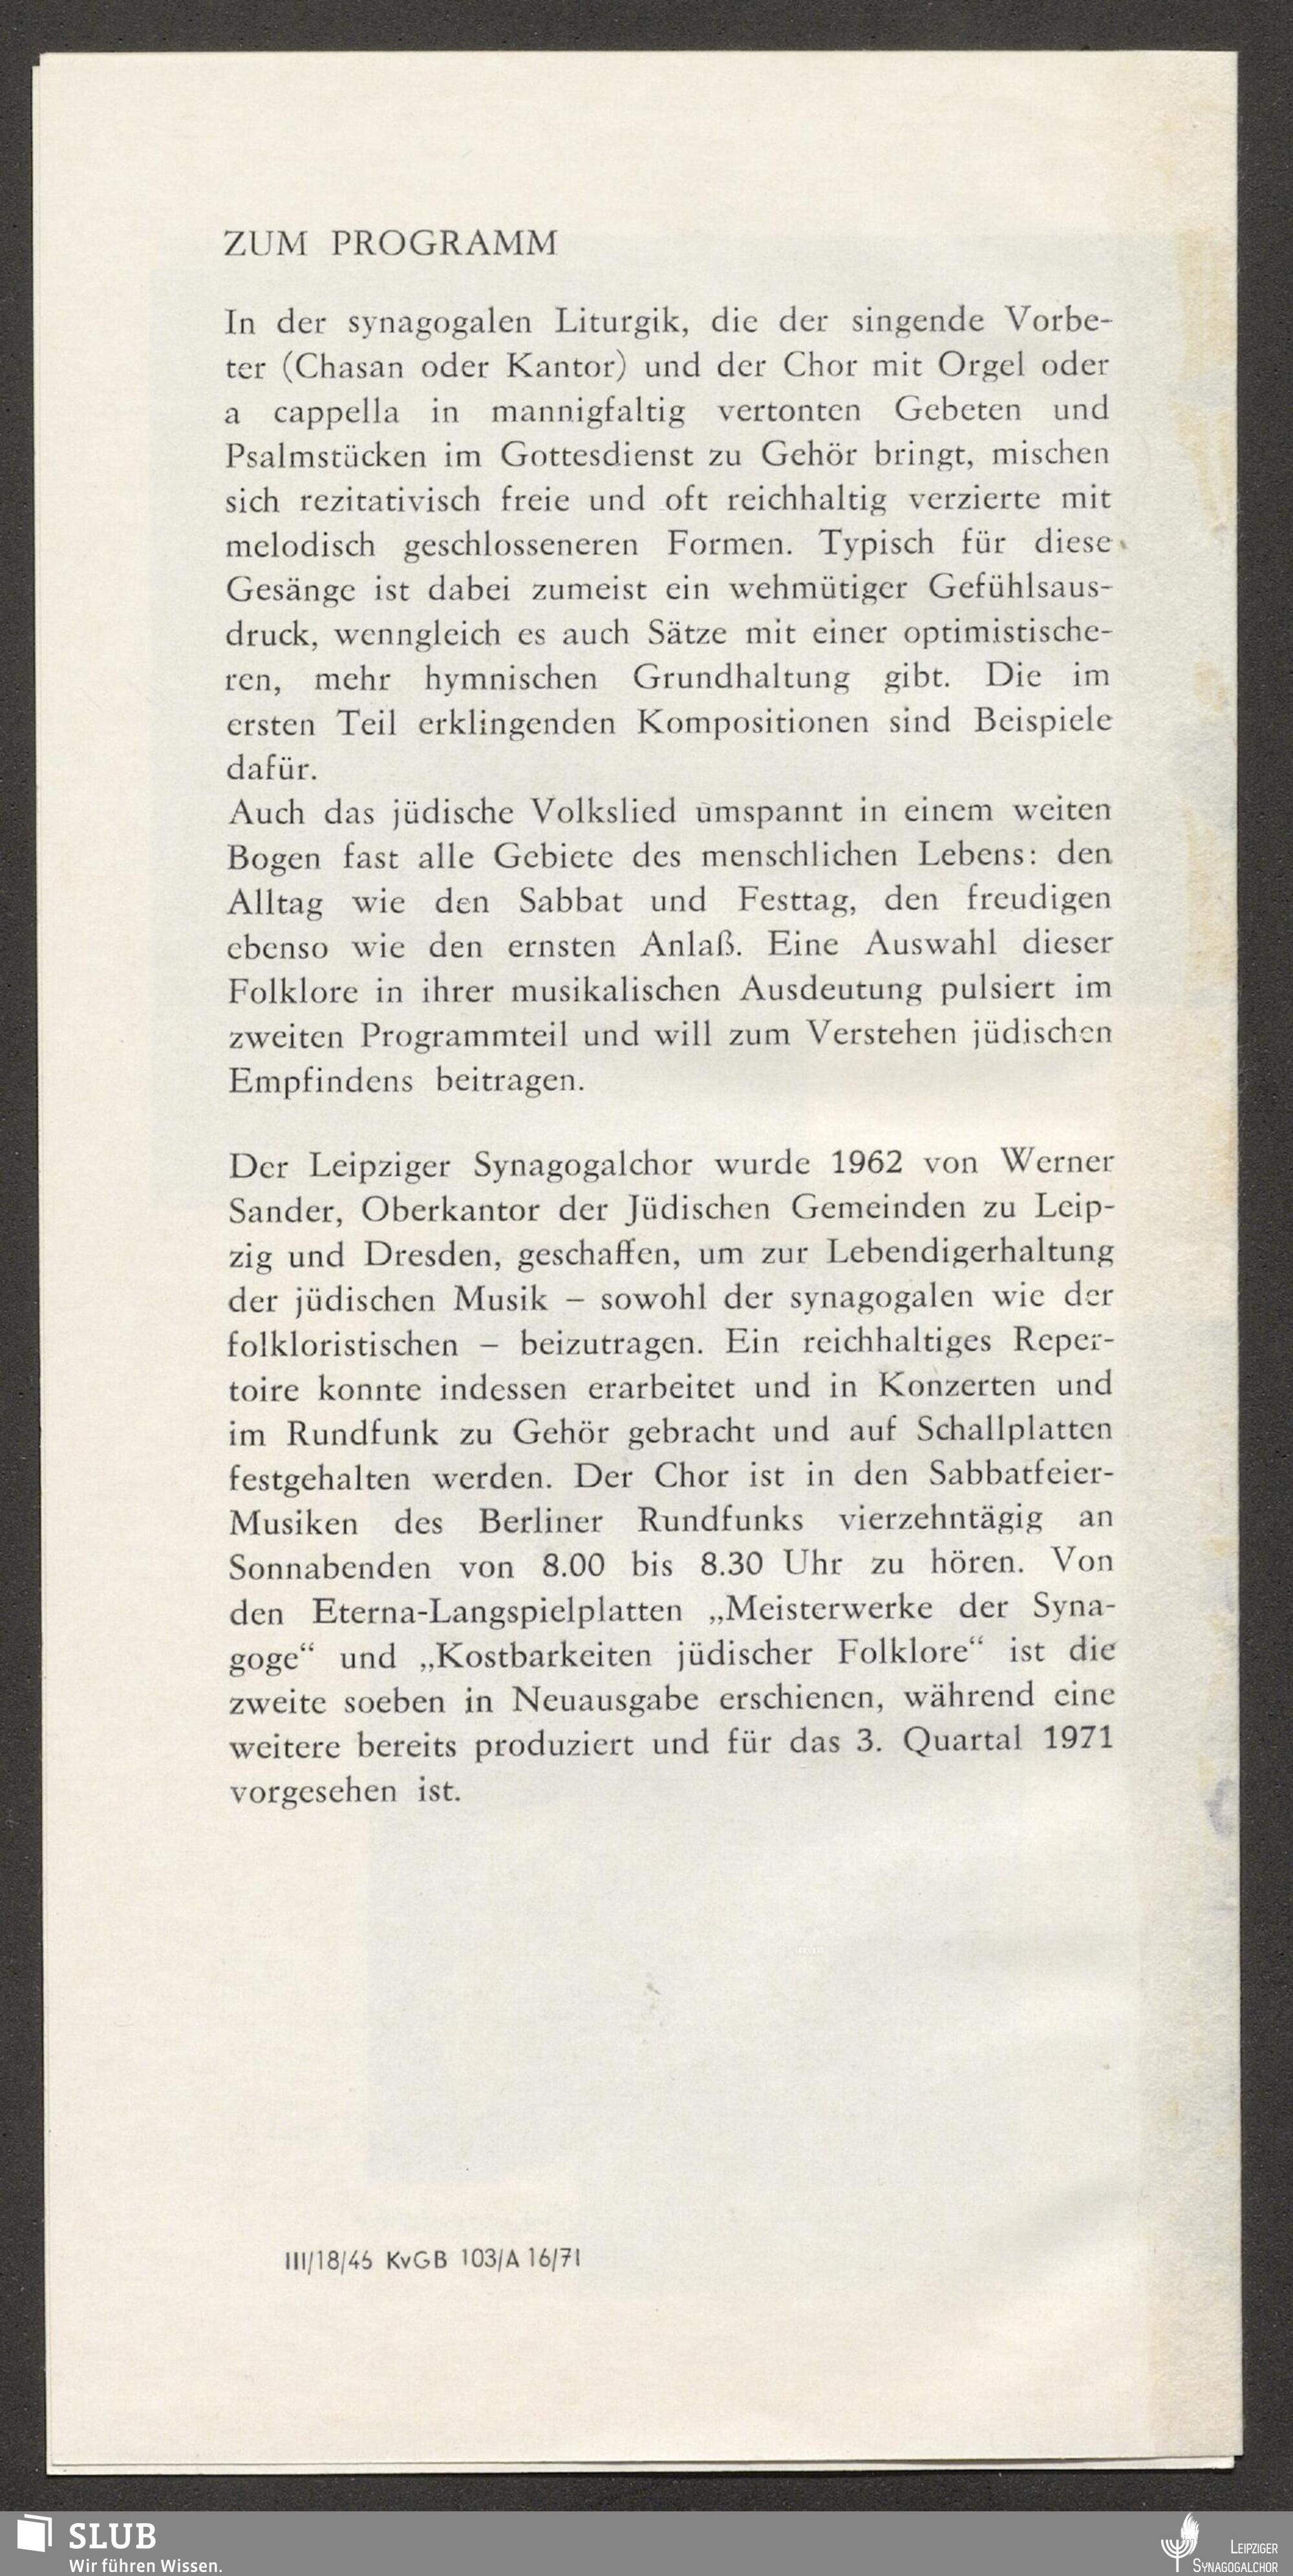 ZUM PROGRAMM
In der synagogalen Liturgik, die der singende Vorbe-
ter (Chasan oder Kantor) und der Chor mit Orgel oder
a cappella in mannigfaltig vertonten Gebeten und
Psalmstücken im Gottesdienst zu Gehör bringt, mischen
sich rezitativisch freie und oft reichhaltig verzierte mit
melodisch geschlosseneren Formen. Typisch für diese
Gesänge ist dabei zumeist ein wehmütiger Gefühlsaus-
druck, wenngleich es auch Sätze mit einer optimistische-
ren, mehr hymnischen Grundhaltung gibt. Die im
ersten Teil erklingenden Kompositionen sind Beispiele
dafür.
Auch das jüdische Volkslied umspannt in einem weiten
Bogen fast alle Gebiete des menschlichen Lebens: den
Alltag wie den Sabbat und Festtag, den freudigen
ebenso wie den ernsten Anlaß. Eine Auswahl dieser
Folklore in ihrer musikalischen Ausdeutung pulsiert im
zweiten Programmteil und will zum Verstehen jüdischen
Empfindens beitragen.
Der Leipziger Synagogalchor wurde 1962 von Werner
Sander, Oberkantor der Jüdischen Gemeinden zu Leip-
zig und Dresden, geschaffen, um zur Lebendigerhaltung
der jüdischen Musik – sowohl der synagogalen wie der
folkloristischen – beizutragen. Ein reichhaltiges Reper-
toire konnte indessen erarbeitet und in Konzerten und
im Rundfunk zu Gehör gebracht und auf Schallplatten
festgehalten werden. Der Chor ist in den Sabbatfeier-
Musiken des Berliner Rundfunks vierzehntägig an
Sonnabenden von 8.00 bis 8.30 Uhr zu hören. Von
den Eterna-Langspielplatten „Meisterwerke der Syna-
goge“ und „Kostbarkeiten jüdischer Folklore“ ist die
zweite soeben in Neuausgabe erschienen, während eine
weitere bereits produziert und für das 3. Quartal 1971
vorgesehen ist.
III/18/46 KvGB 103/A 16/71
SLUB
Wir führen Wissen.
LEIPZIGER
SYNAGOGALCHOR